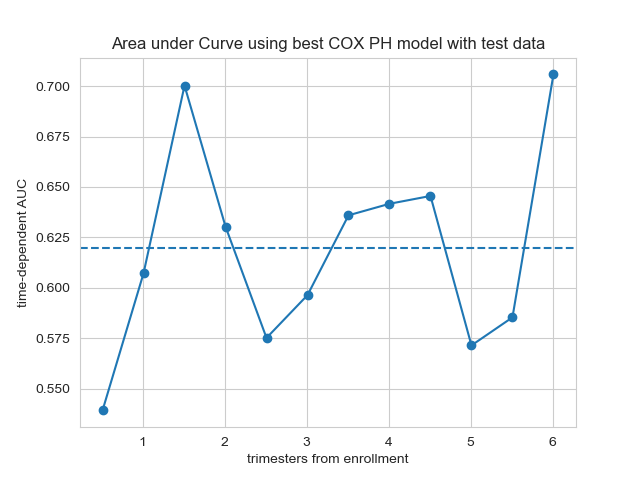 Area under Curve using best COX PH model with test data
time-dependent AUC
0.700
0.675
0.650
0.625
0.600
0.575
0.550
1 2 3 4 5 6
trimesters from enrollment